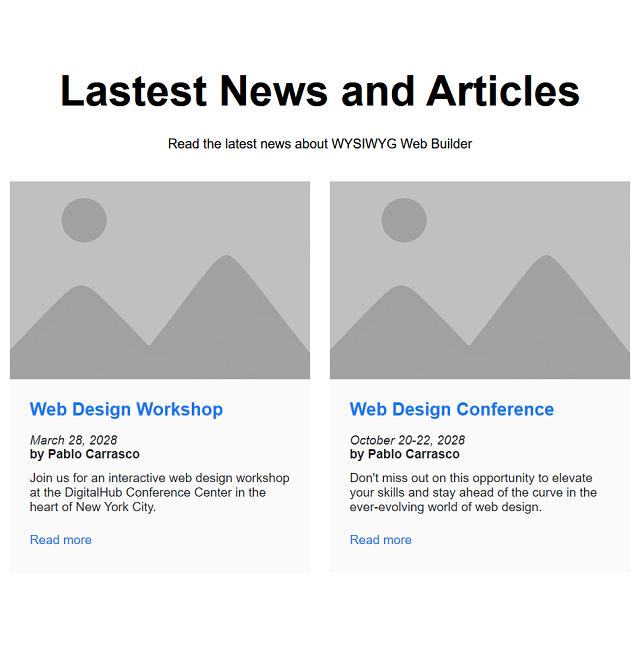 Lastest News and Articles
Read the latest news about WYSIWYG Web Builder
Web Design Workshop
March 28, 2028
by Pablo Carrasco
Join us for an interactive web design workshop
at the DigitalHub Conference Center in the
heart of New York City.
Read more
Web Design Conference
October 20-22, 2028
by Pablo Carrasco
Don't miss out on this opportunity to elevate
your skills and stay ahead of the curve in the
ever-evolving world of web design.
Read more